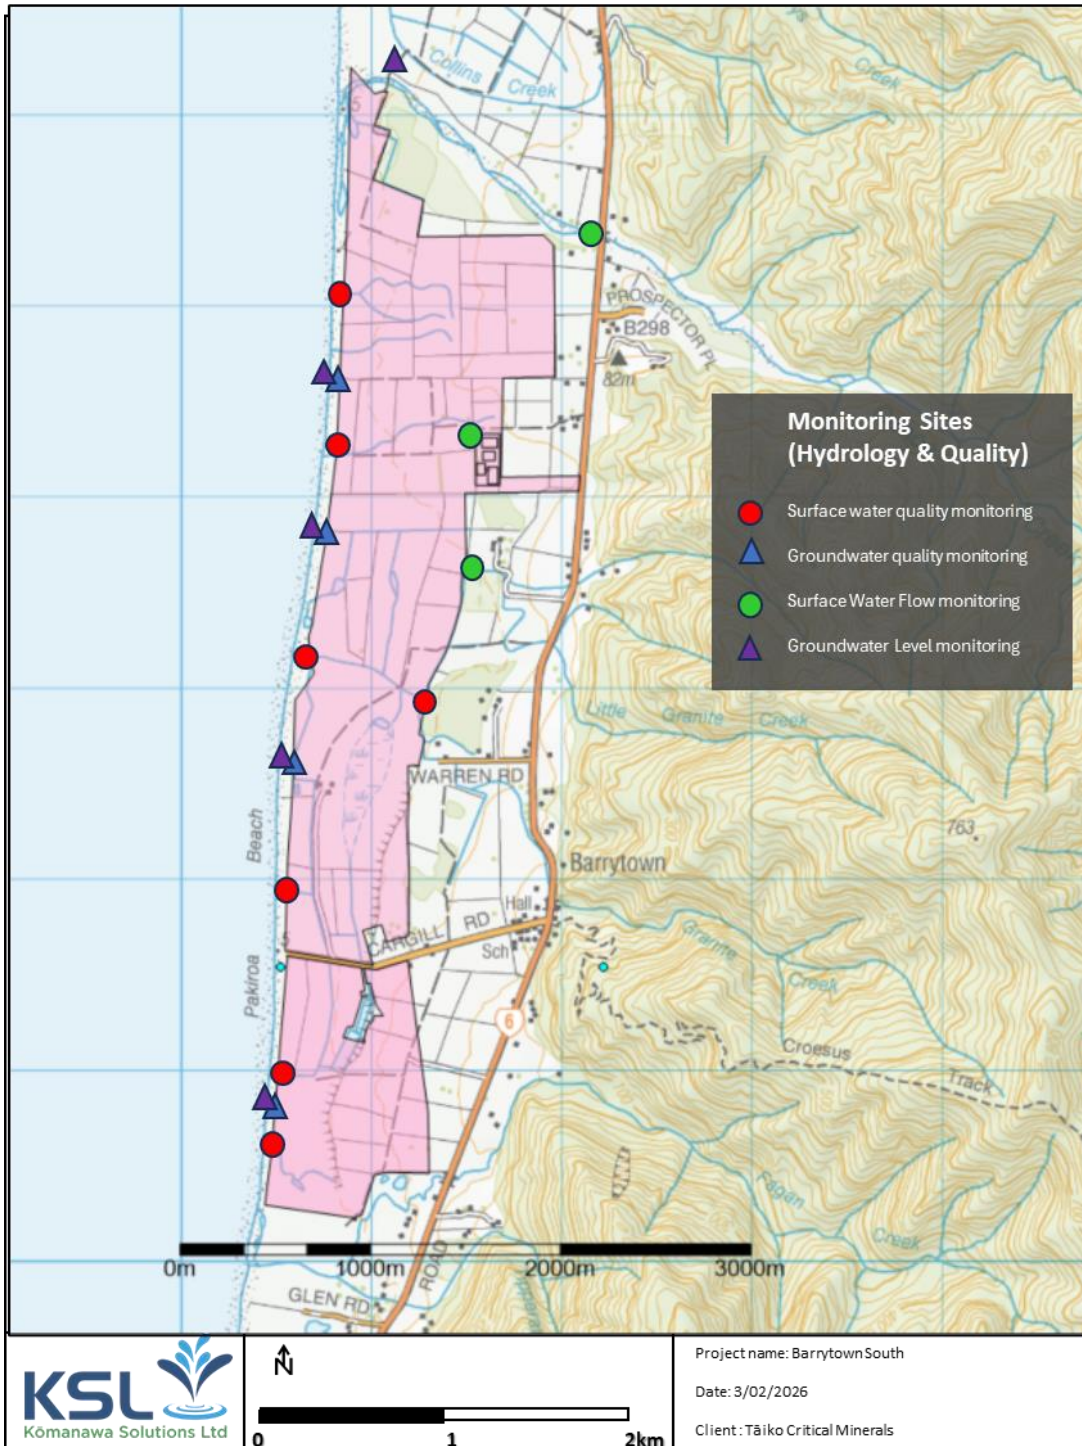 Collins
Creek
Creek
5
PROSPECTOR PL
B298
82m
Monitoring Sites
(Hydrology & Quality)
Surface water quality monitoring
Groundwater quality monitoring
Surface Water Flow monitoring
Groundwater Level monitoring
Little Granite Creek
WARREN RD
Beach
763
Barrytown
Hall
CARGILL RD
Sch
Granite
Creek
5
Pakiroa
6
Croesus
Track
Fagan
Creek
0m
1000m
2000m
3000m
ROAD
GLEN RD
KSL
Kōmanawa Solutions Ltd
N
0
1
2km
Project name: Barrytown South
Date: 3/02/2026
Client : Tāiko Critical Minerals